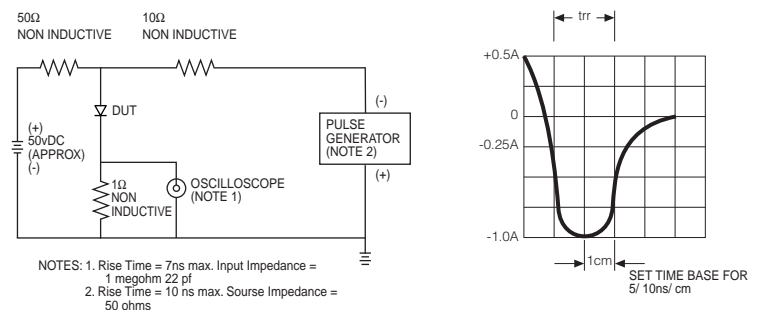 50Ω
NON INDUCTIVE
10Ω
NON INDUCTIVE
DUT
(+)
50vDC
(APPROX)
(-)
1Ω
NON
INDUCTIVE
OSCILLOSCOPE
(NOTE 1)
(-)
PULSE
GENERATOR
(NOTE 2)
(+)
NOTES: 1. Rise Time = 7ns max. Input Impedance =
1 megohm 22 pf
2. Rise Time = 10 ns max. Sourse Impedance =
50 ohms
trr
+0.5A
0
-0.25A
-1.0A
1cm
SET TIME BASE FOR
5/ 10ns/ cm